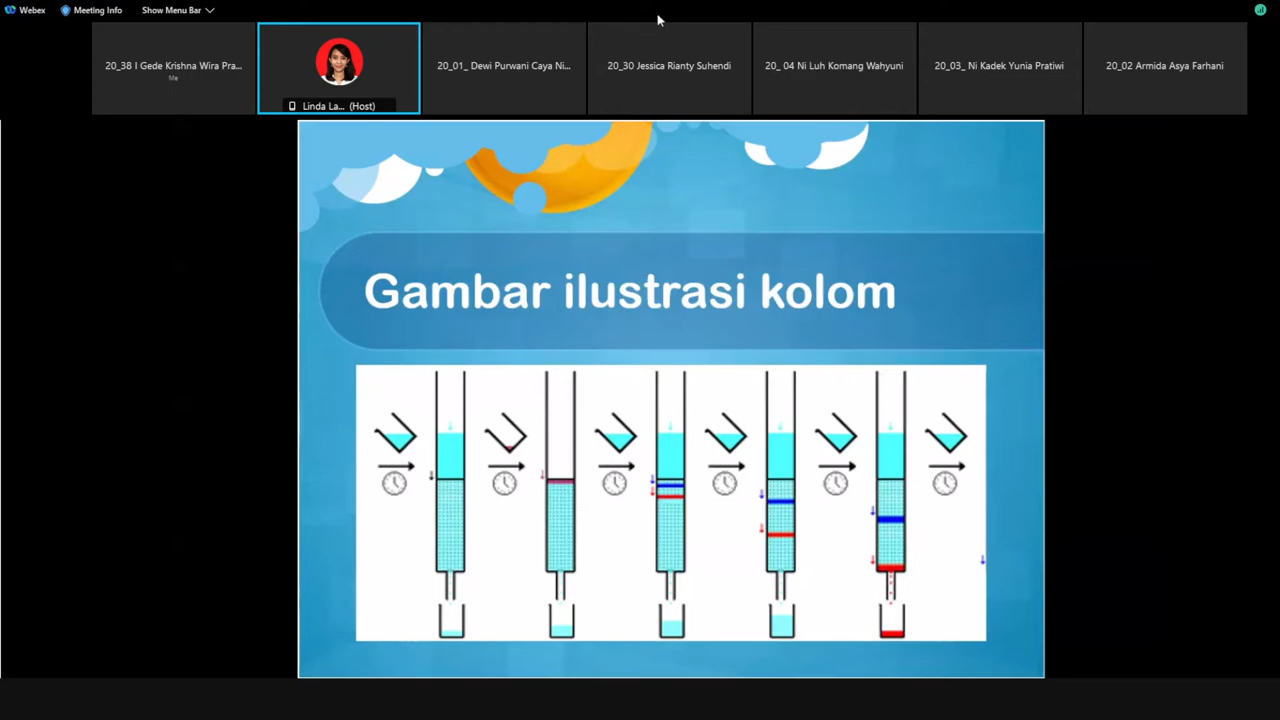 Webex
Meeting Info
Show Menu Bar
20_38 I Gede Krishna Wira Pra...
Me
Linda La... (Host)
20_01_ Dewi Purwani Caya Ni...
20_30 Jessica Rianty Suhendi
20_ 04 Ni Luh Komang Wahyuni
20_03_ Ni Kadek Yunia Pratiwi
20_02 Armida Asya Farhani
Gambar ilustrasi kolom